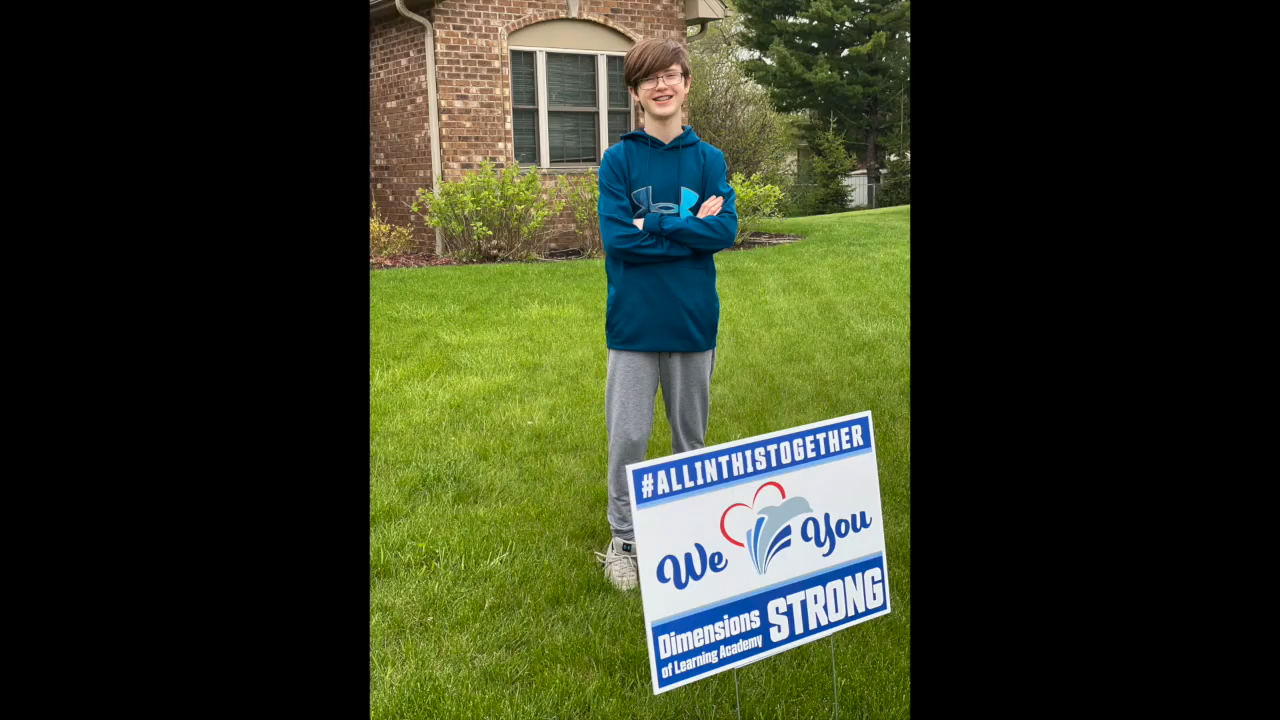 #ALLINTHISTOGETHER
We You
Dimensions
of Learning Academy
STRONG